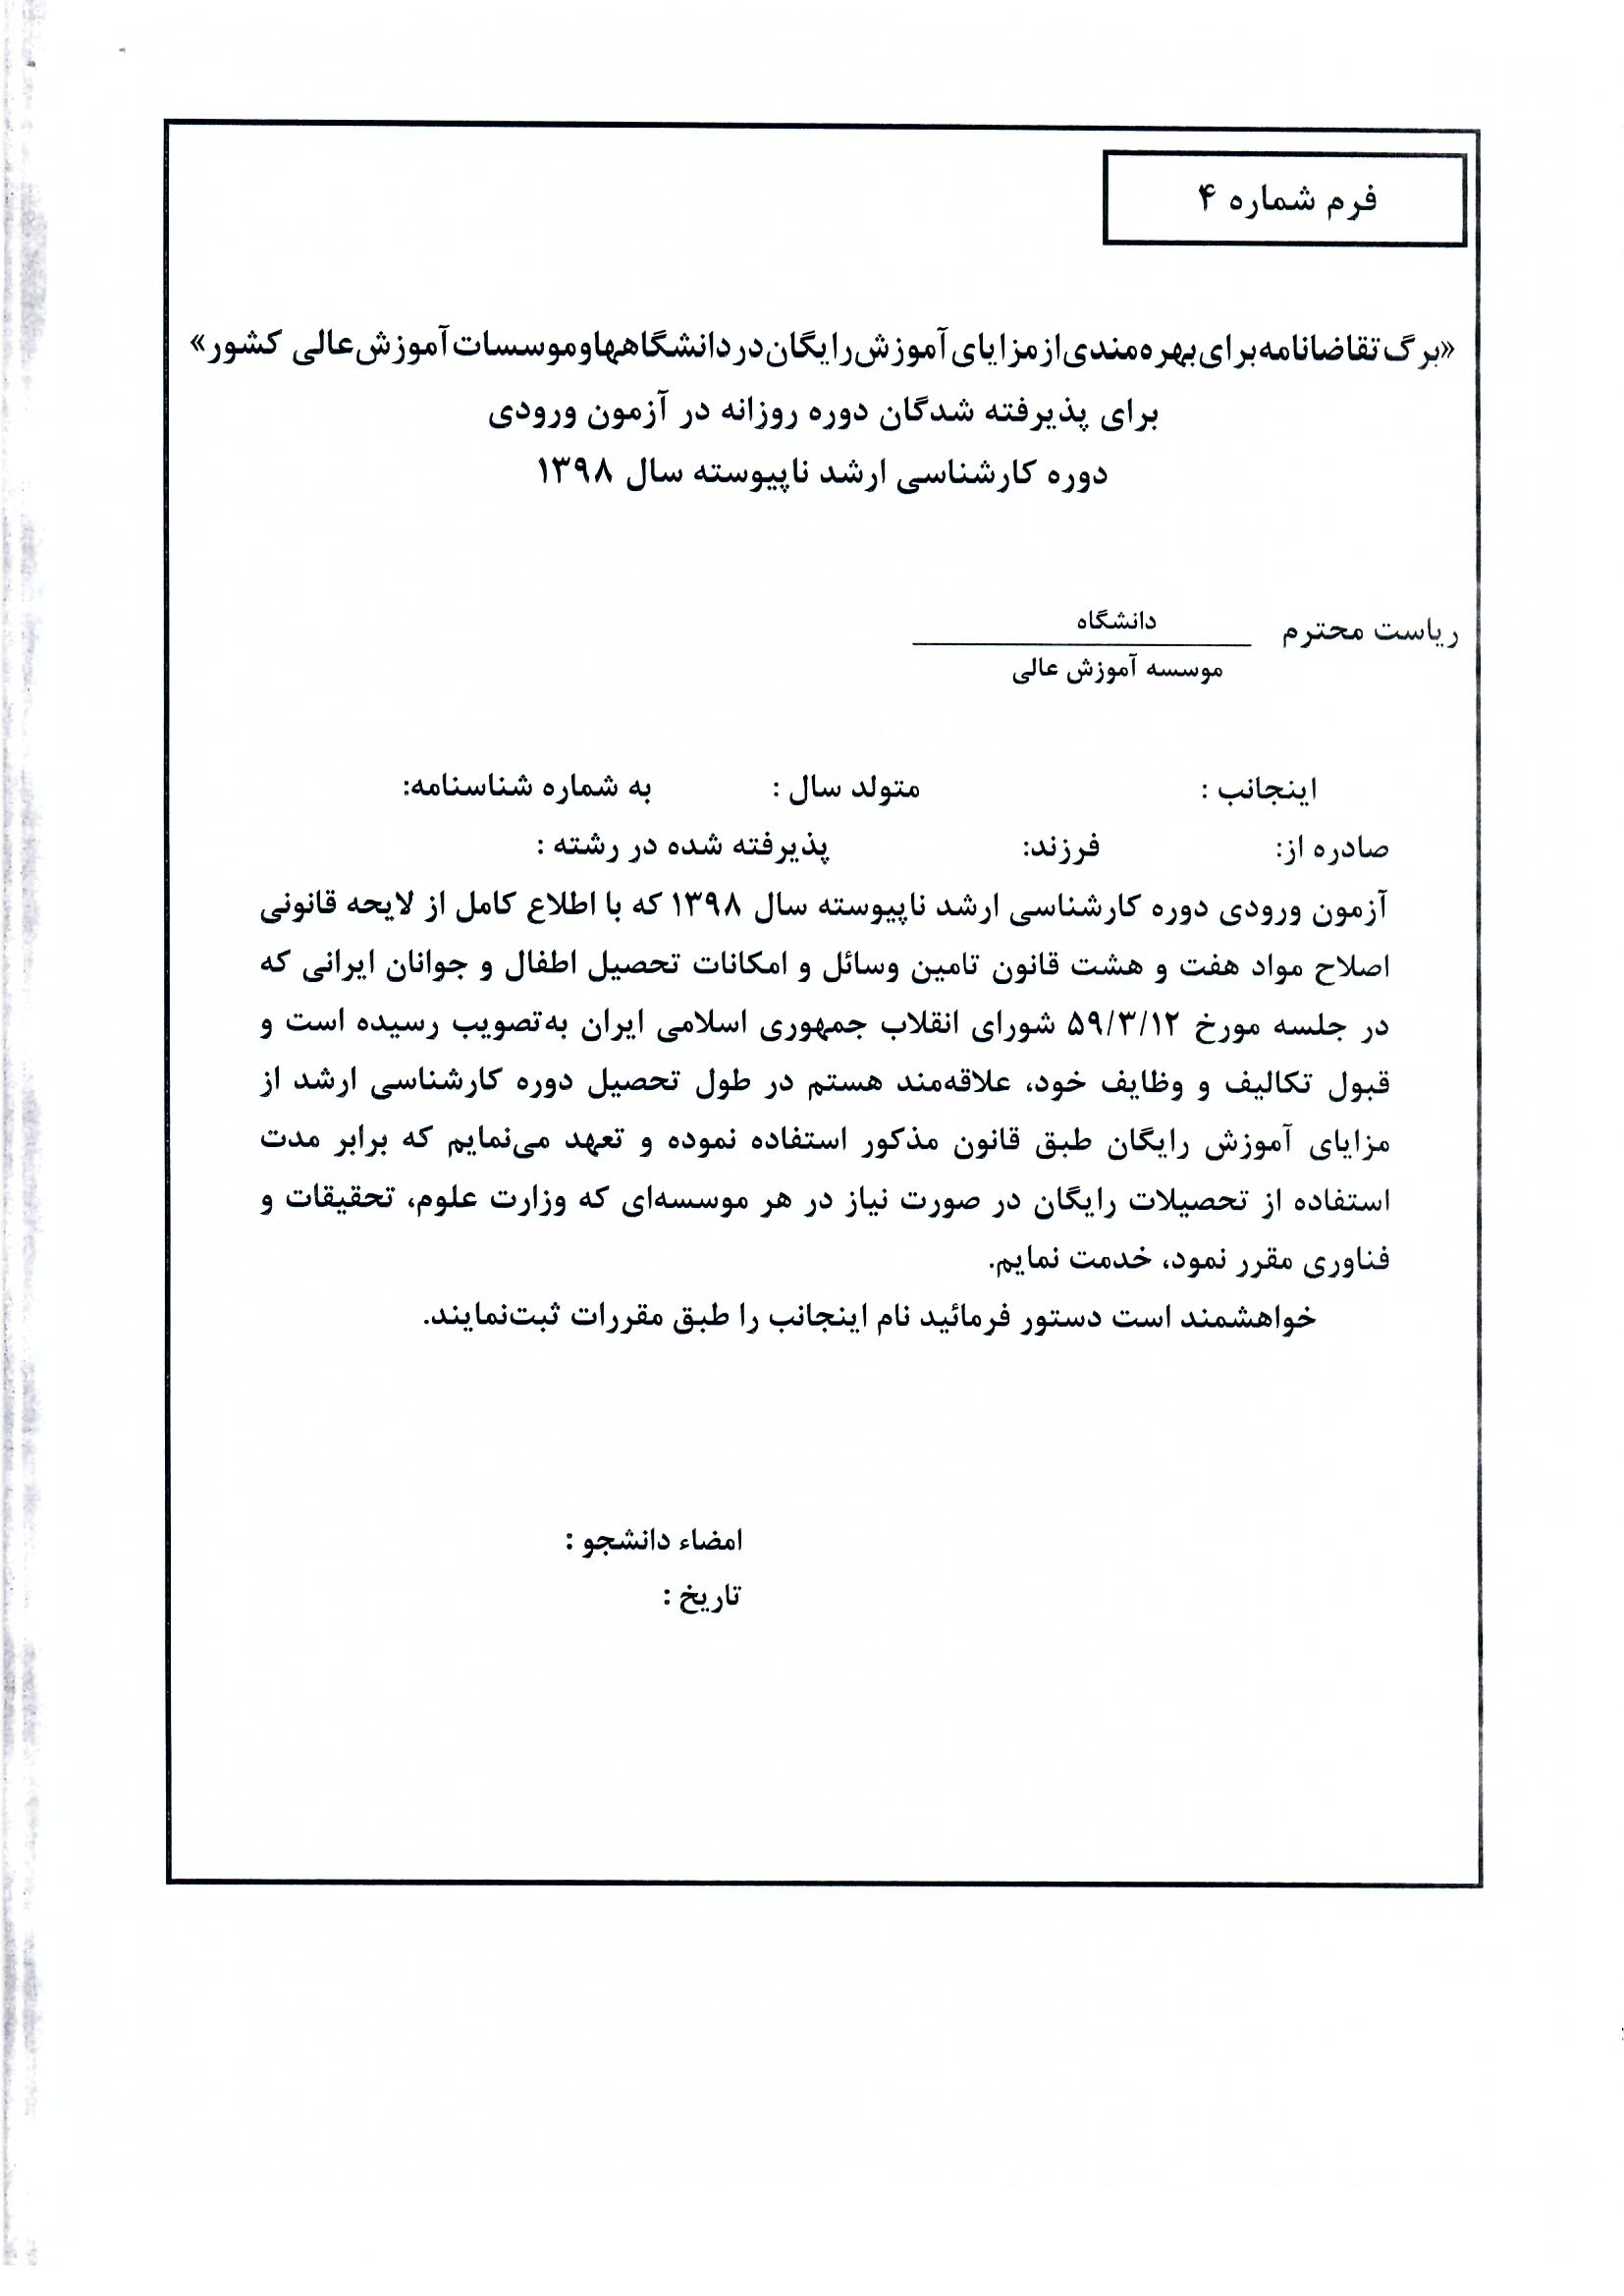 فرم شماره ۴
«برگ تقاضانامه برای بهره‌مندی از مزایای آموزش رایگان در دانشگاهها و موسسات آموزش عالی کشور»
برای پذیرفته شدگان دوره روزانه در آزمون ورودی
دوره کارشناسی ارشد ناپیوسته سال ۱۳۹۸
دانشگاه
ریاست محترم
موسسه آموزش عالی
اینجانب : متولد سال : به شماره شناسنامه:
صادره از: فرزند: پذیرفته شده در رشته :
آزمون ورودی دوره کارشناسی ارشد ناپیوسته سال ۱۳۹۸ که با اطلاع کامل از لایحه قانونی
اصلاح مواد هفت و هشت قانون تامین وسائل و امکانات تحصیل اطفال و جوانان ایرانی که
در جلسه مورخ ۵۹/۳/۱۲ شورای انقلاب جمهوری اسلامی ایران به‌تصویب رسیده است و
قبول تکالیف و وظایف خود، علاقه‌مند هستم در طول تحصیل دوره کارشناسی ارشد از
مزایای آموزش رایگان طبق قانون مذکور استفاده نموده و تعهد می‌نمایم که برابر مدت
استفاده از تحصیلات رایگان در صورت نیاز در هر موسسه‌ای که وزارت علوم، تحقیقات و
فناوری مقرر نمود، خدمت نمایم.
خواهشمند است دستور فرمائید نام اینجانب را طبق مقررات ثبت‌نمایند.
امضاء دانشجو :
تاریخ :